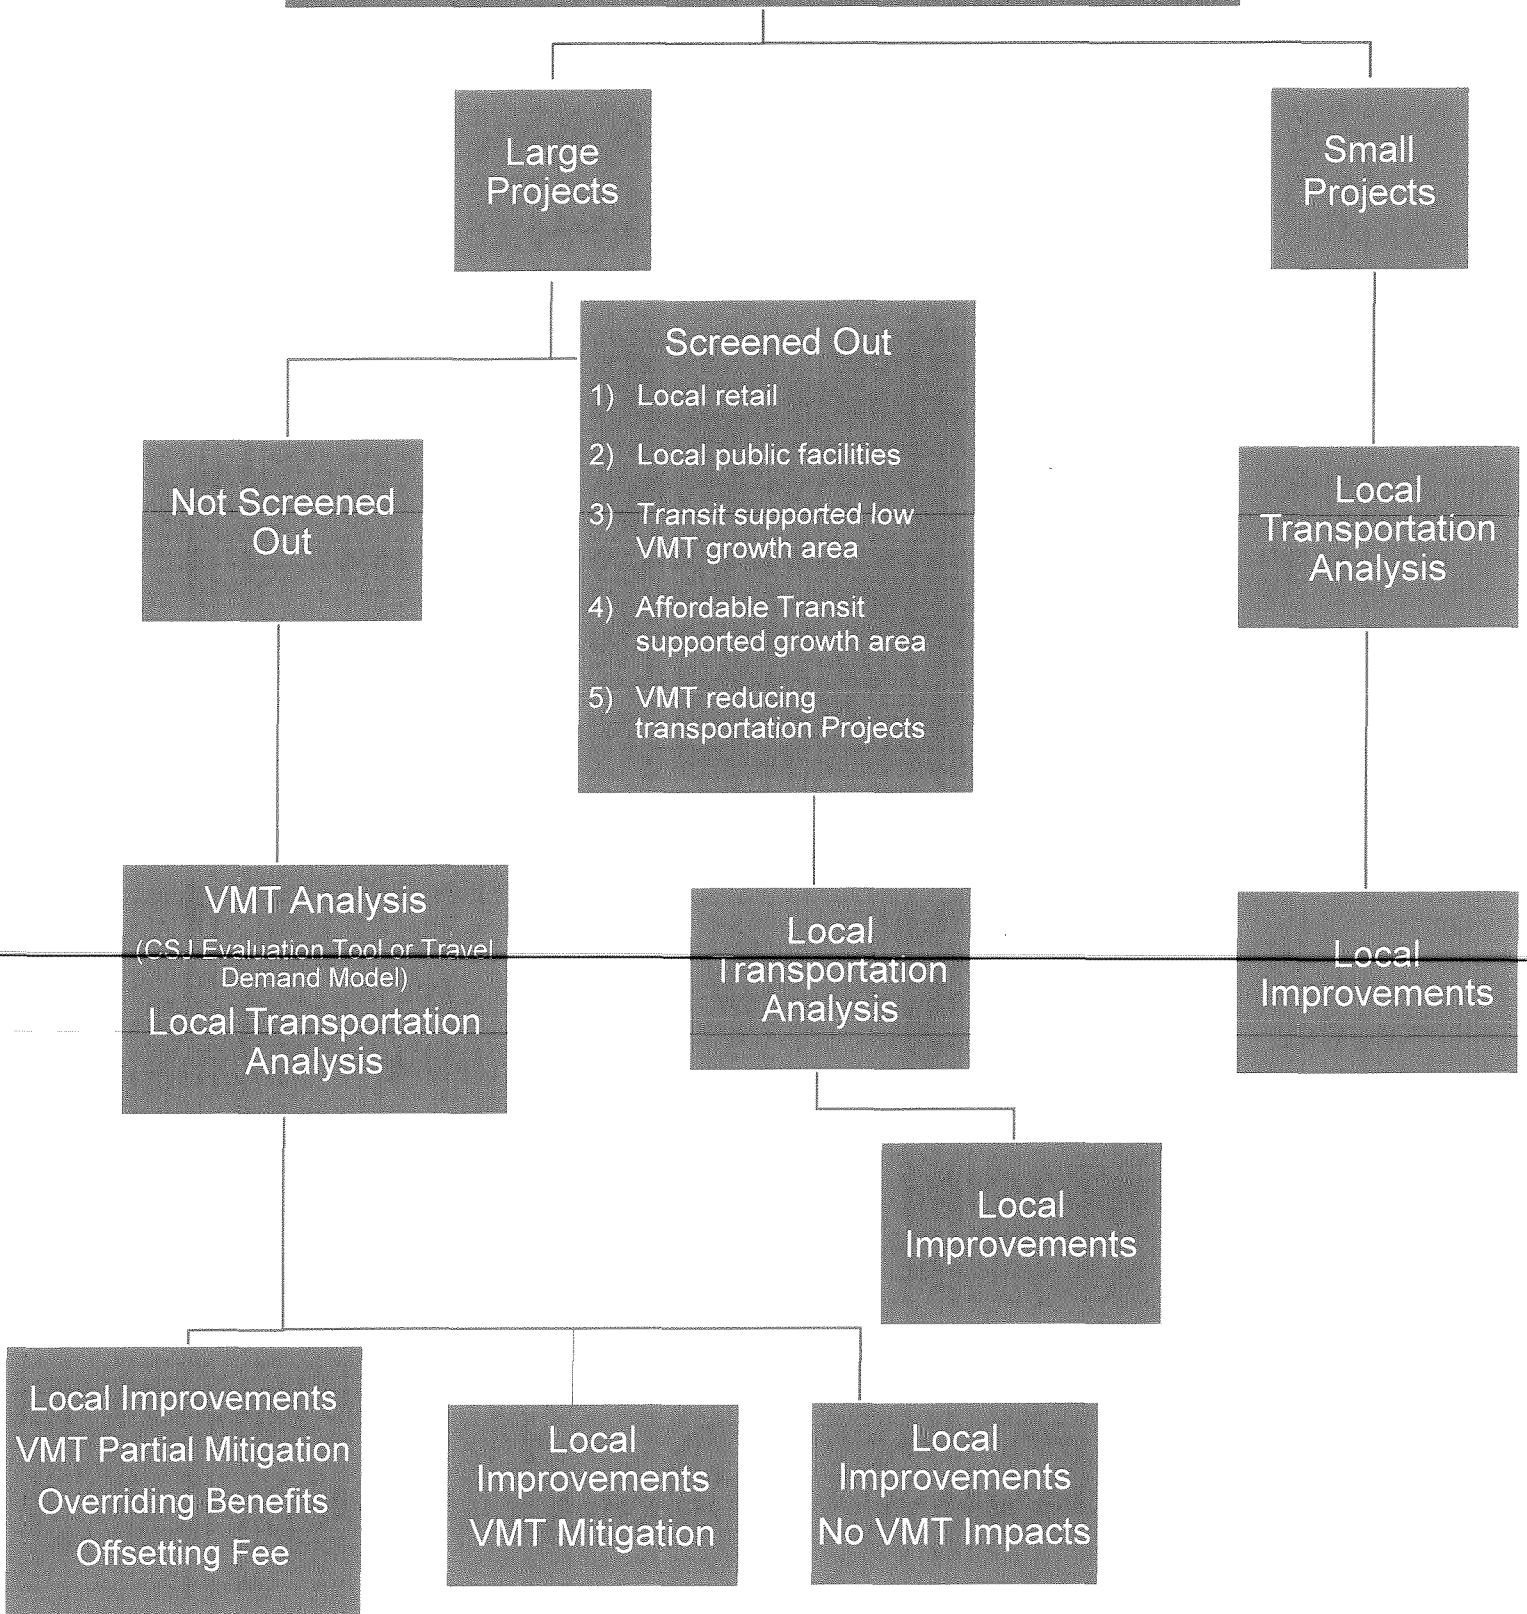 Large
Projects
Small
Projects
Screened Out
1) Local retail
2) Local public facilities
3) Transit supported low
VMT growth area
4) Affordable Transit
supported growth area
5) VMT reducing
transportation Projects
Not Screened
Out
Local
Transportation
Analysis
VMT Analysis
(CSJ Evaluation Tool or Travel
Demand Model)
Local Transportation
Analysis
Local
Transportation
Analysis
Local
Improvements
Local
Improvements
Local Improvements
VMT Partial Mitigation
Overriding Benefits
Offsetting Fee
Local
Improvements
VMT Mitigation
Local
Improvements
No VMT Impacts